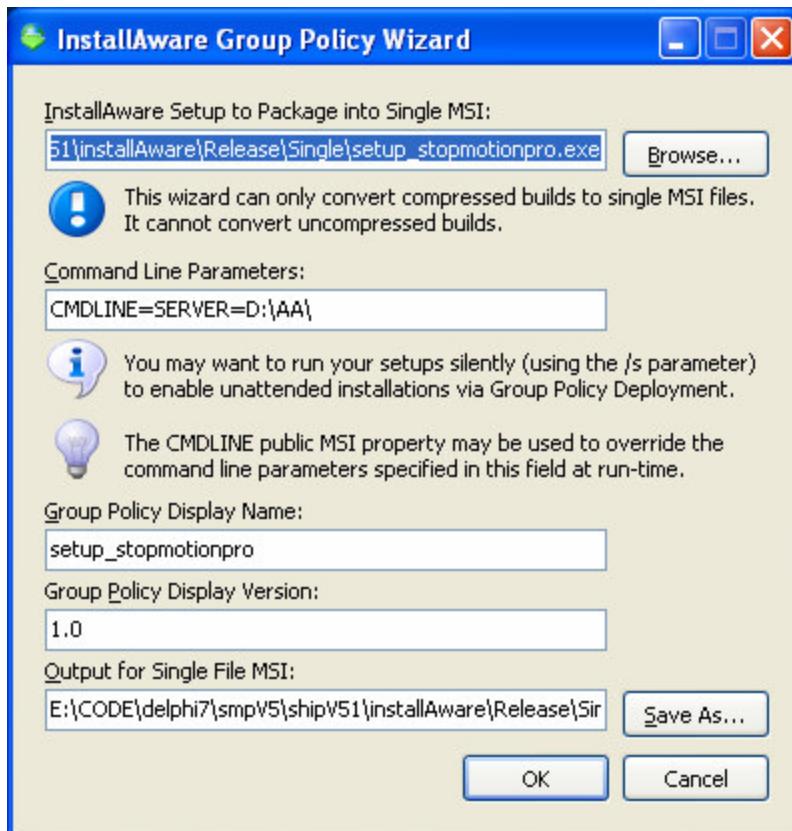 InstallAware Group Policy Wizard
InstallAware Setup to Package into Single MSI:
51\installAware\Release\Single\setup_stopmotionpro.exe
Browse...
This wizard can only convert compressed builds to single MSI files.
It cannot convert uncompressed builds.
Command Line Parameters:
CMDLINE=SERVER=D:\AA\
You may want to run your setups silently (using the /s parameter)
to enable unattended installations via Group Policy Deployment.
The CMDLINE public MSI property may be used to override the
command line parameters specified in this field at run-time.
Group Policy Display Name:
setup_stopmotionpro
Group Policy Display Version:
1.0
Output for Single File MSI:
E:\CODE\delphi7\smpV5\shipV51\installAware\Release\Sir
Save As...
OK
Cancel